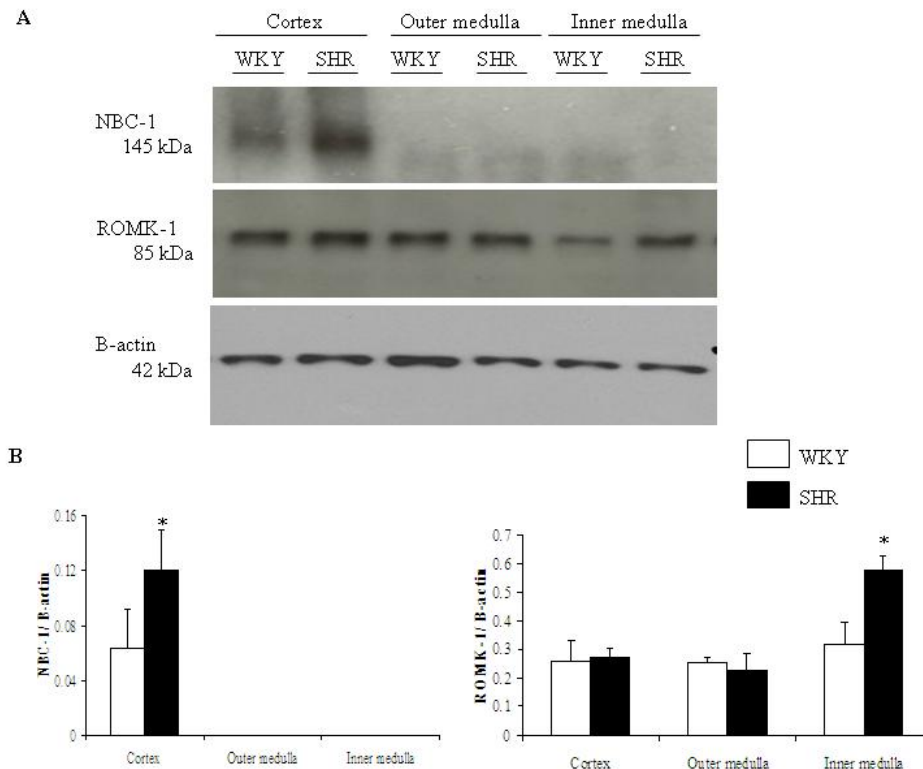 A
Cortex Outer medulla Inner medulla
WKY SHR WKY SHR WKY SHR
NBC-1
145 kDa
ROMK-1
85 kDa
B-actin
42 kDa
B
WKY
SHR
NBC-1/ B-actin
0.16
0.12
0.08
0.04
0
*
Cortex Outer medulla Inner medulla
ROMK-1/ B-actin
0.7
0.6
0.5
0.4
0.3
0.2
0.1
0
*
Cortex Outer medulla Inner medulla